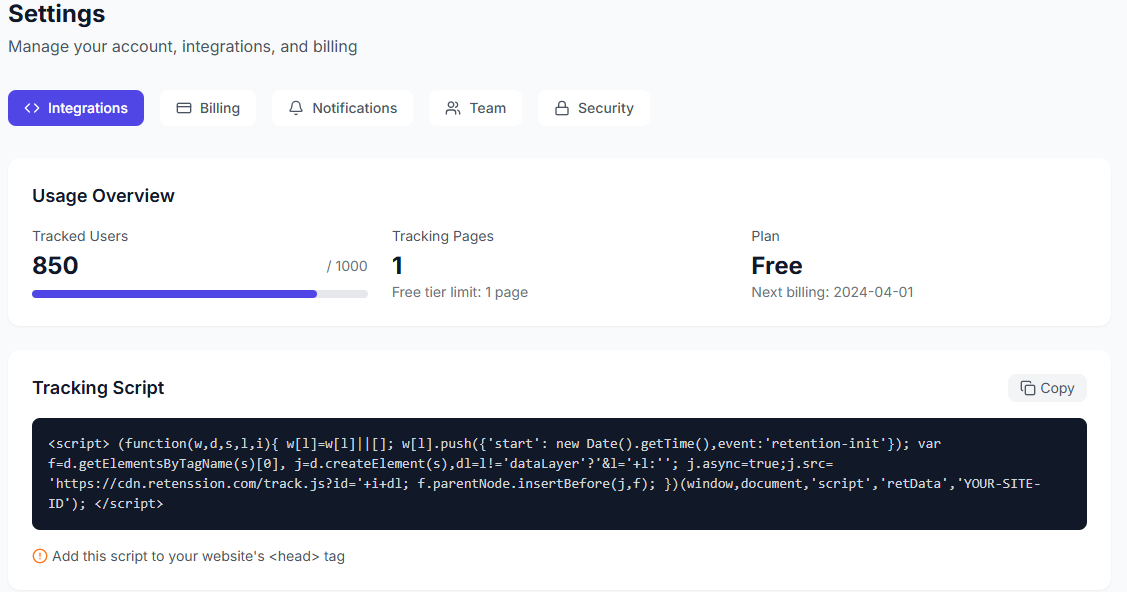 Settings
Manage your account, integrations, and billing
<> Integrations
Billing
Notifications
Team
Security
Usage Overview
Tracked Users
850 / 1000
Tracking Pages
1
Free tier limit: 1 page
Plan
Free
Next billing: 2024-04-01
Tracking Script
Copy
<script> (function(w,d,s,l,i){ w[l]=w[l]||[]; w[l].push({'start': new Date().getTime(),event:'retention-init'}); var
f=d.getElementsByTagName(s)[0], j=d.createElement(s),dl=l!='dataLayer'?'&l='+l:''; j.async=true;j.src=
'https://cdn.retenssion.com/track.js?id='+i+dl; f.parentNode.insertBefore(j,f); })(window,document,'script','retData','YOUR-SITE-
ID'); </script>
Add this script to your website's <head> tag